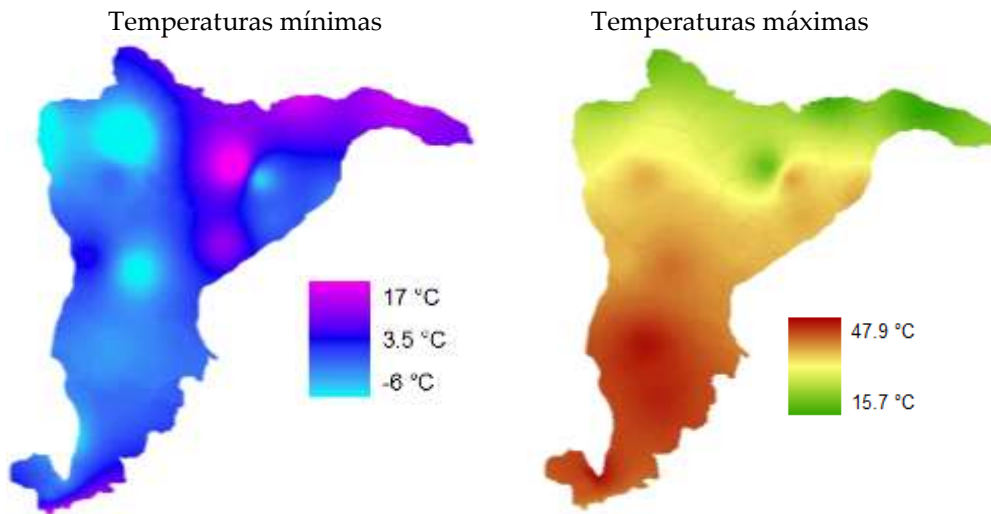 Temperaturas mínimas
Temperaturas máximas
17 °C
3.5 °C
-6 °C
47.9 °C
15.7 °C